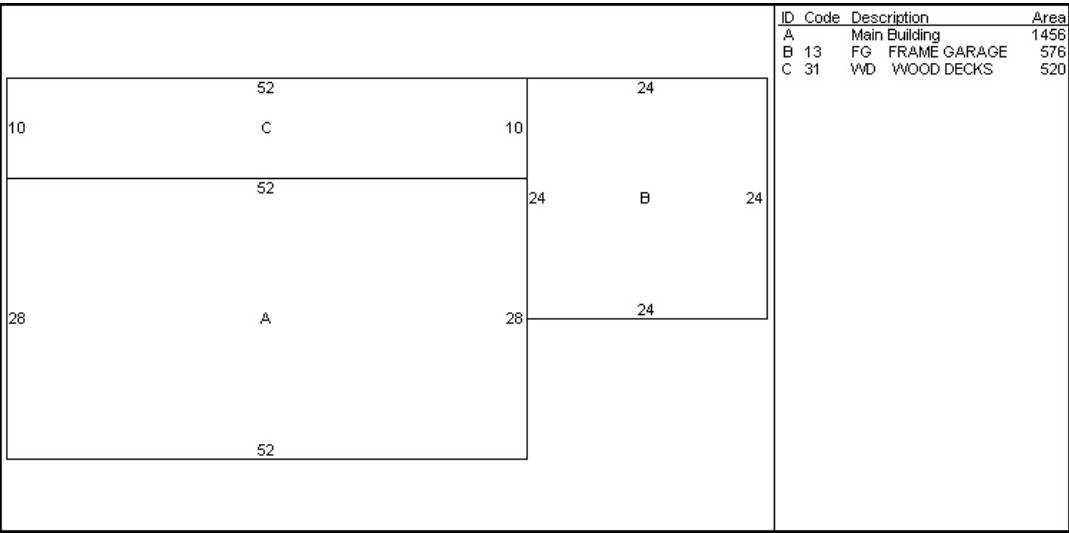 ID Code Description Area
A Main Building 1456
B 13 FG FRAME GARAGE 576
C 31 WD WOOD DECKS 520
52 24
10 C 10
52
24 B 24
24
28 A 28
52